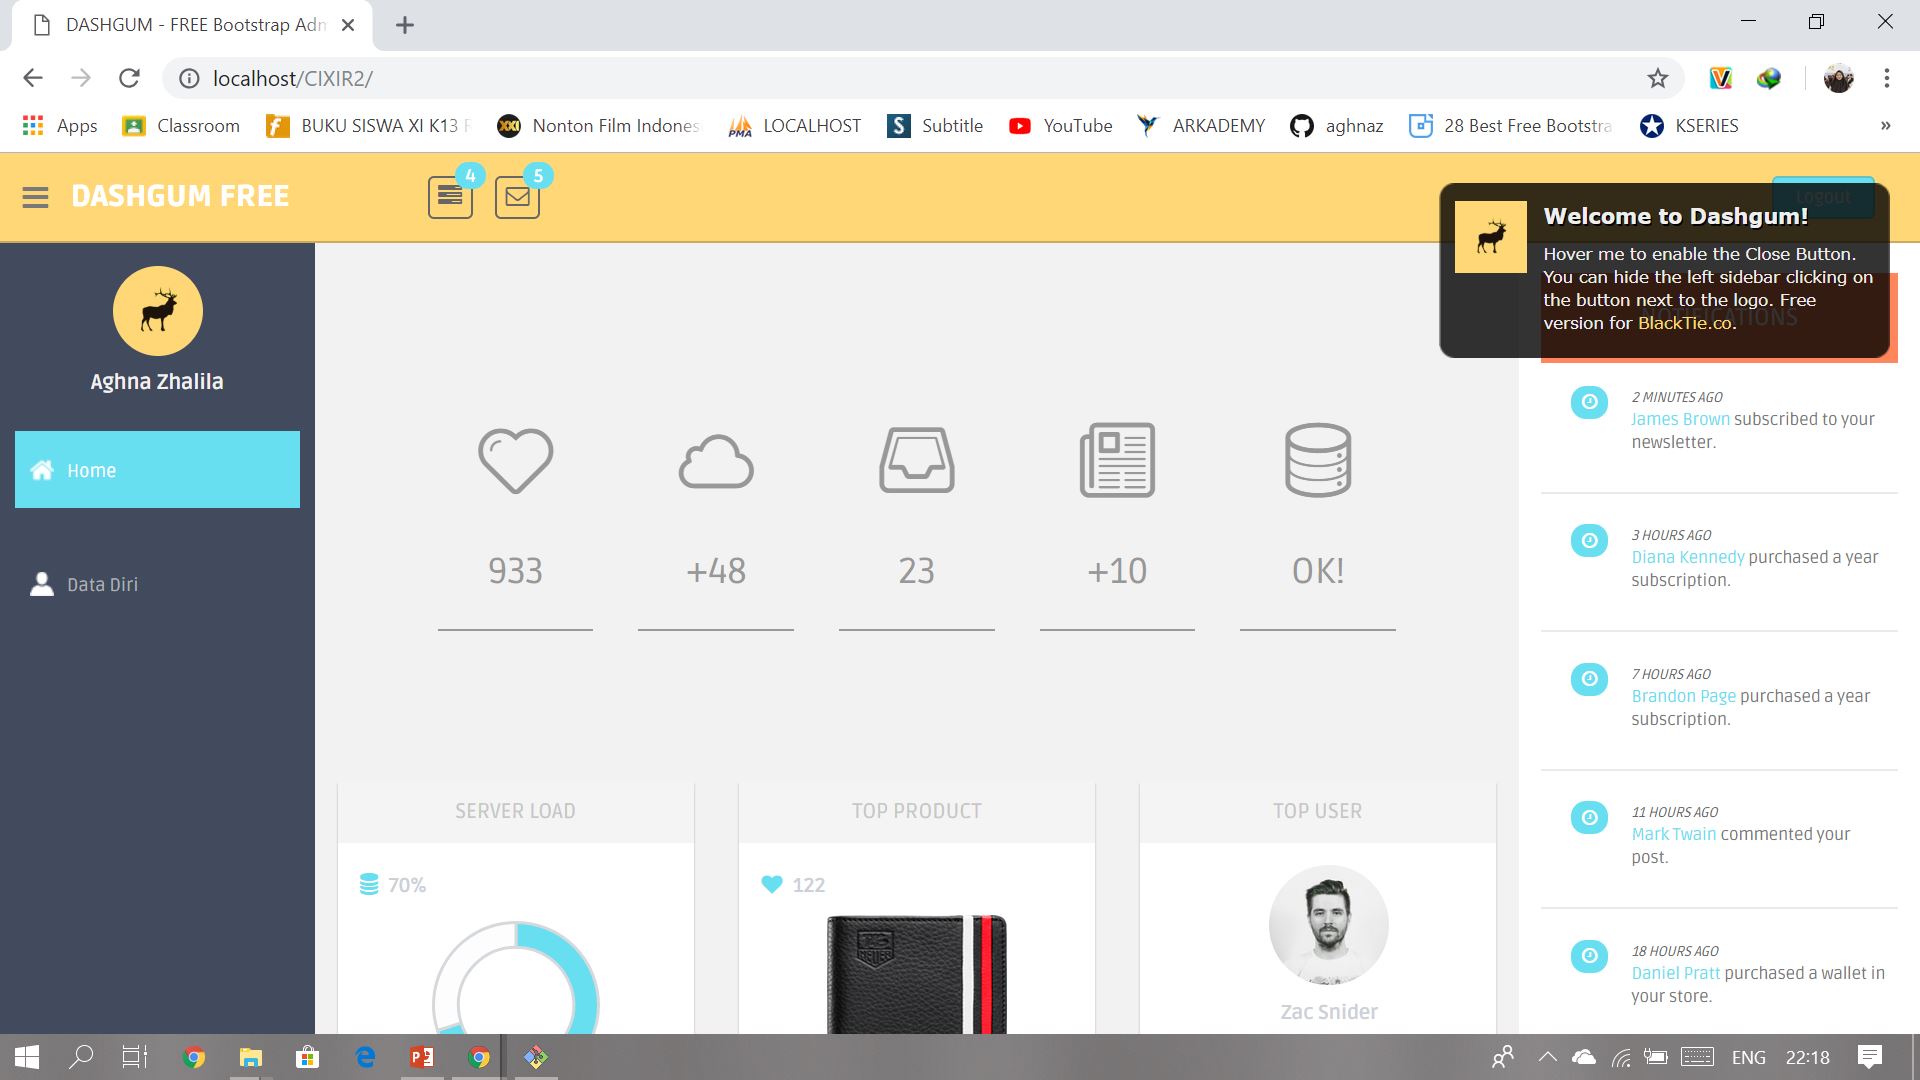 DASHGUM - FREE Bootstrap Adm
localhost/CIXIR2/
Apps
Classroom
BUKU SISWA XI K13
Nonton Film Indones
LOCALHOST
Subtitle
YouTube
ARKADEMY
aghnaz
28 Best Free Bootstra
KSERIES
»
DASHGUM FREE
4
5
Logout
Welcome to Dashgum!
Hover me to enable the Close Button.
You can hide the left sidebar clicking on
the button next to the logo. Free
version for BlackTie.co.
NOTIFICATIONS
Aghna Zhalila
Home
Data Diri
933
+48
23
+10
OK!
SERVER LOAD
70%
TOP PRODUCT
122
TOP USER
Zac Snider
2 MINUTES AGO
James Brown subscribed to your
newsletter.
3 HOURS AGO
Diana Kennedy purchased a year
subscription.
7 HOURS AGO
Brandon Page purchased a year
subscription.
11 HOURS AGO
Mark Twain commented your
post.
18 HOURS AGO
Daniel Pratt purchased a wallet in
your store.
ENG
22:18